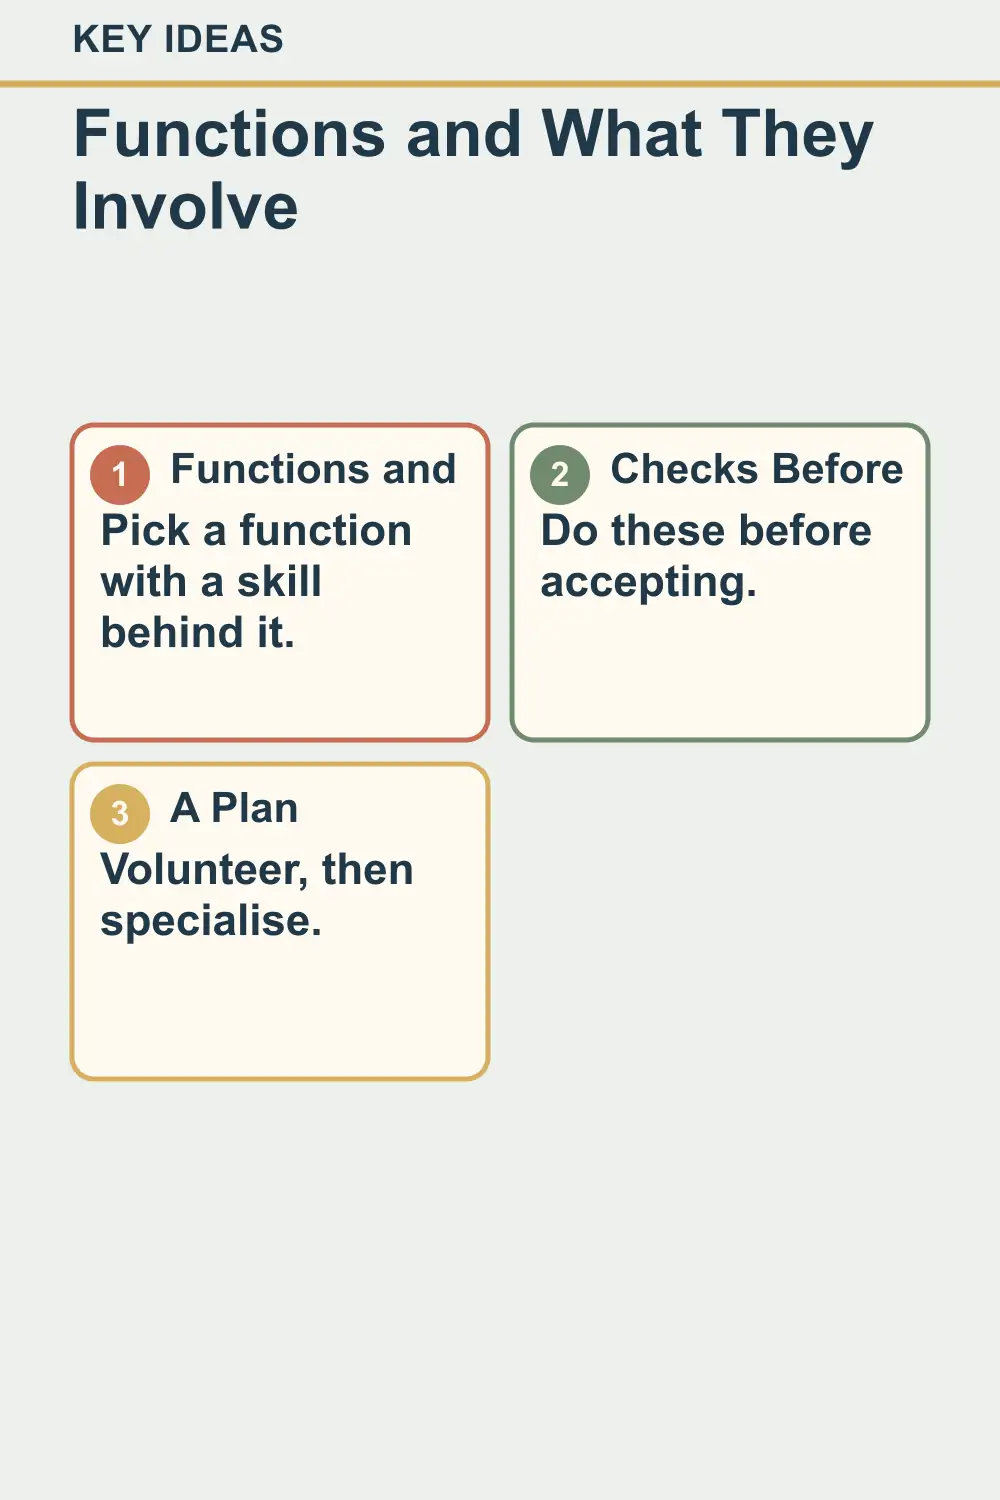 KEY IDEAS
Functions and What They
Involve
1
Functions and
Pick a function
with a skill
behind it.
2
Checks Before
Do these before
accepting.
3
A Plan
Volunteer, then
specialise.